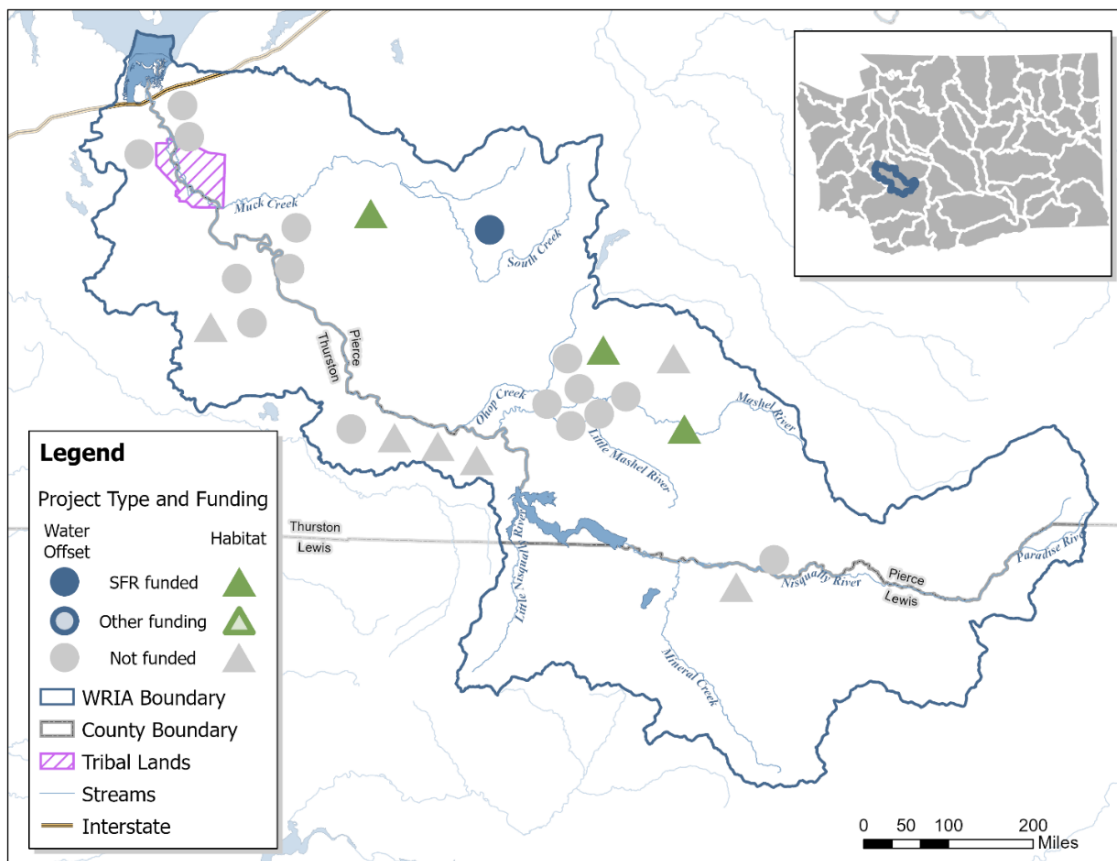 Muck Creek
South Creek
Pierce
Thurston
Ohop Creek
Mashel River
Little Mashel River
Legend
Project Type and Funding
Water
Offset
Habitat
SFR funded
Other funding
Not funded
WRIA Boundary
County Boundary
Tribal Lands
Streams
Interstate
Thurston
Lewis
Little Nisqually River
Nisqually River
Pierce
Lewis
Paradise River
Mineral Creek
0 50 100 200
Miles